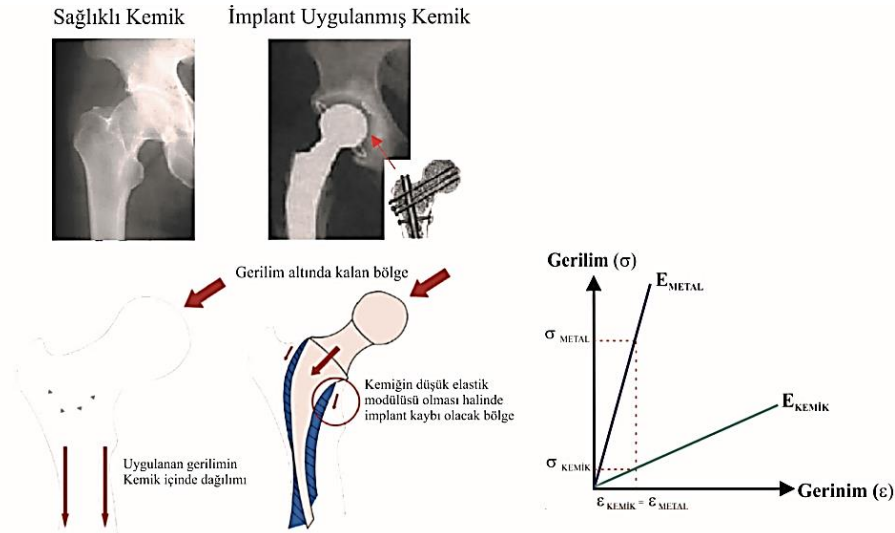 Sağlıklı Kemik
İmplant Uygulanmış Kemik
Gerilim altında kalan bölge
Kemiğin düşük elastik
modülüsü olması halinde
implant kaybı olacak bölge
Uygulanan gerilimin
Kemik içinde dağılımı
Gerilim (σ)
E METAL
σ METAL
E KEMİK
σ KEMİK
Gerinim (ε)
ε KEMİK = ε METAL